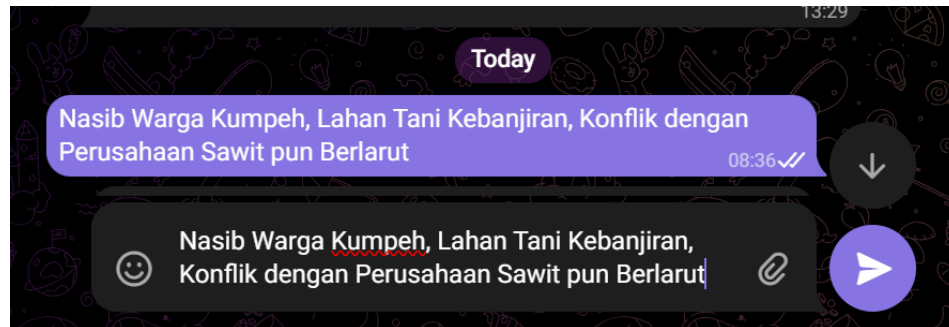 13:29
Today
Nasib Warga Kumpeh, Lahan Tani Kebanjiran, Konflik dengan
Perusahaan Sawit pun Berlarut
08:36
Nasib Warga Kumpeh, Lahan Tani Kebanjiran,
Konflik dengan Perusahaan Sawit pun Berlarut